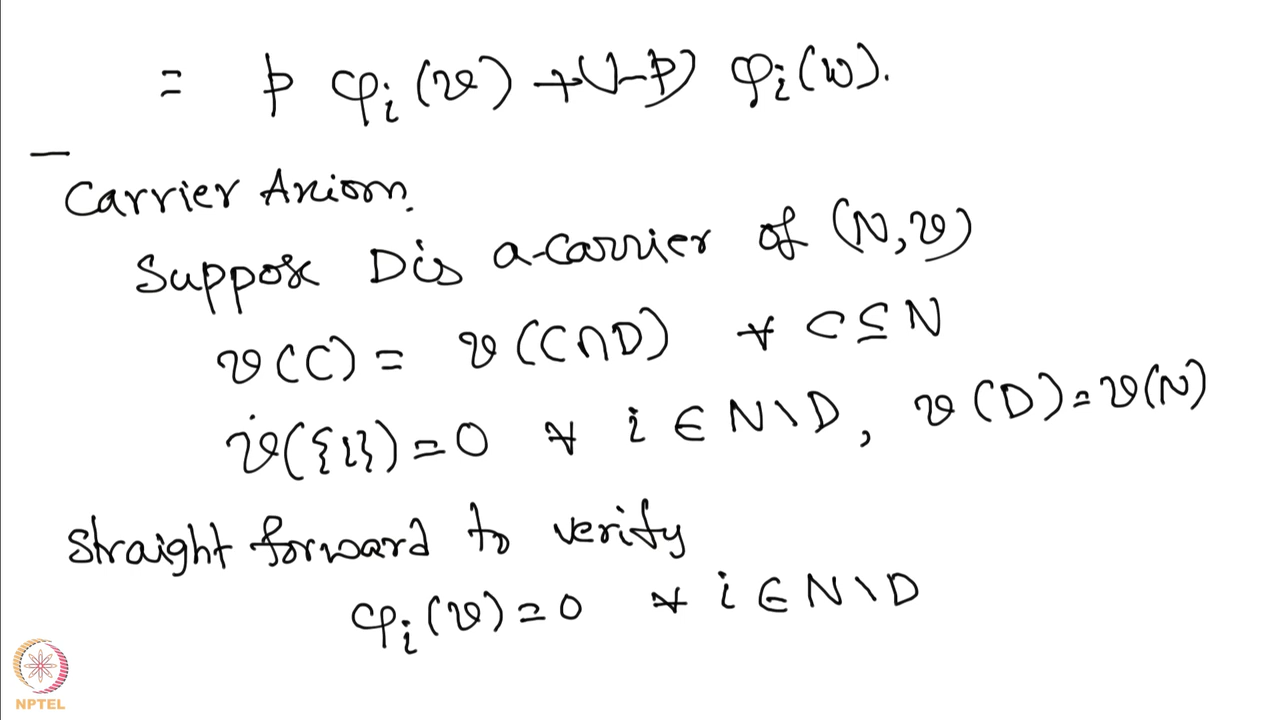 = p φᵢ(v) + (1-p) φᵢ(w).
Carrier Axiom.
Suppose D is a carrier of (N, v)
v(C) = v(C∩D) ∀ C ⊆ N
v({i}) = 0 ∀ i ∈ N\D, v(D) = v(N)
straight forward to verify
φᵢ(v) = 0 ∀ i ∈ N\D
NPTEL